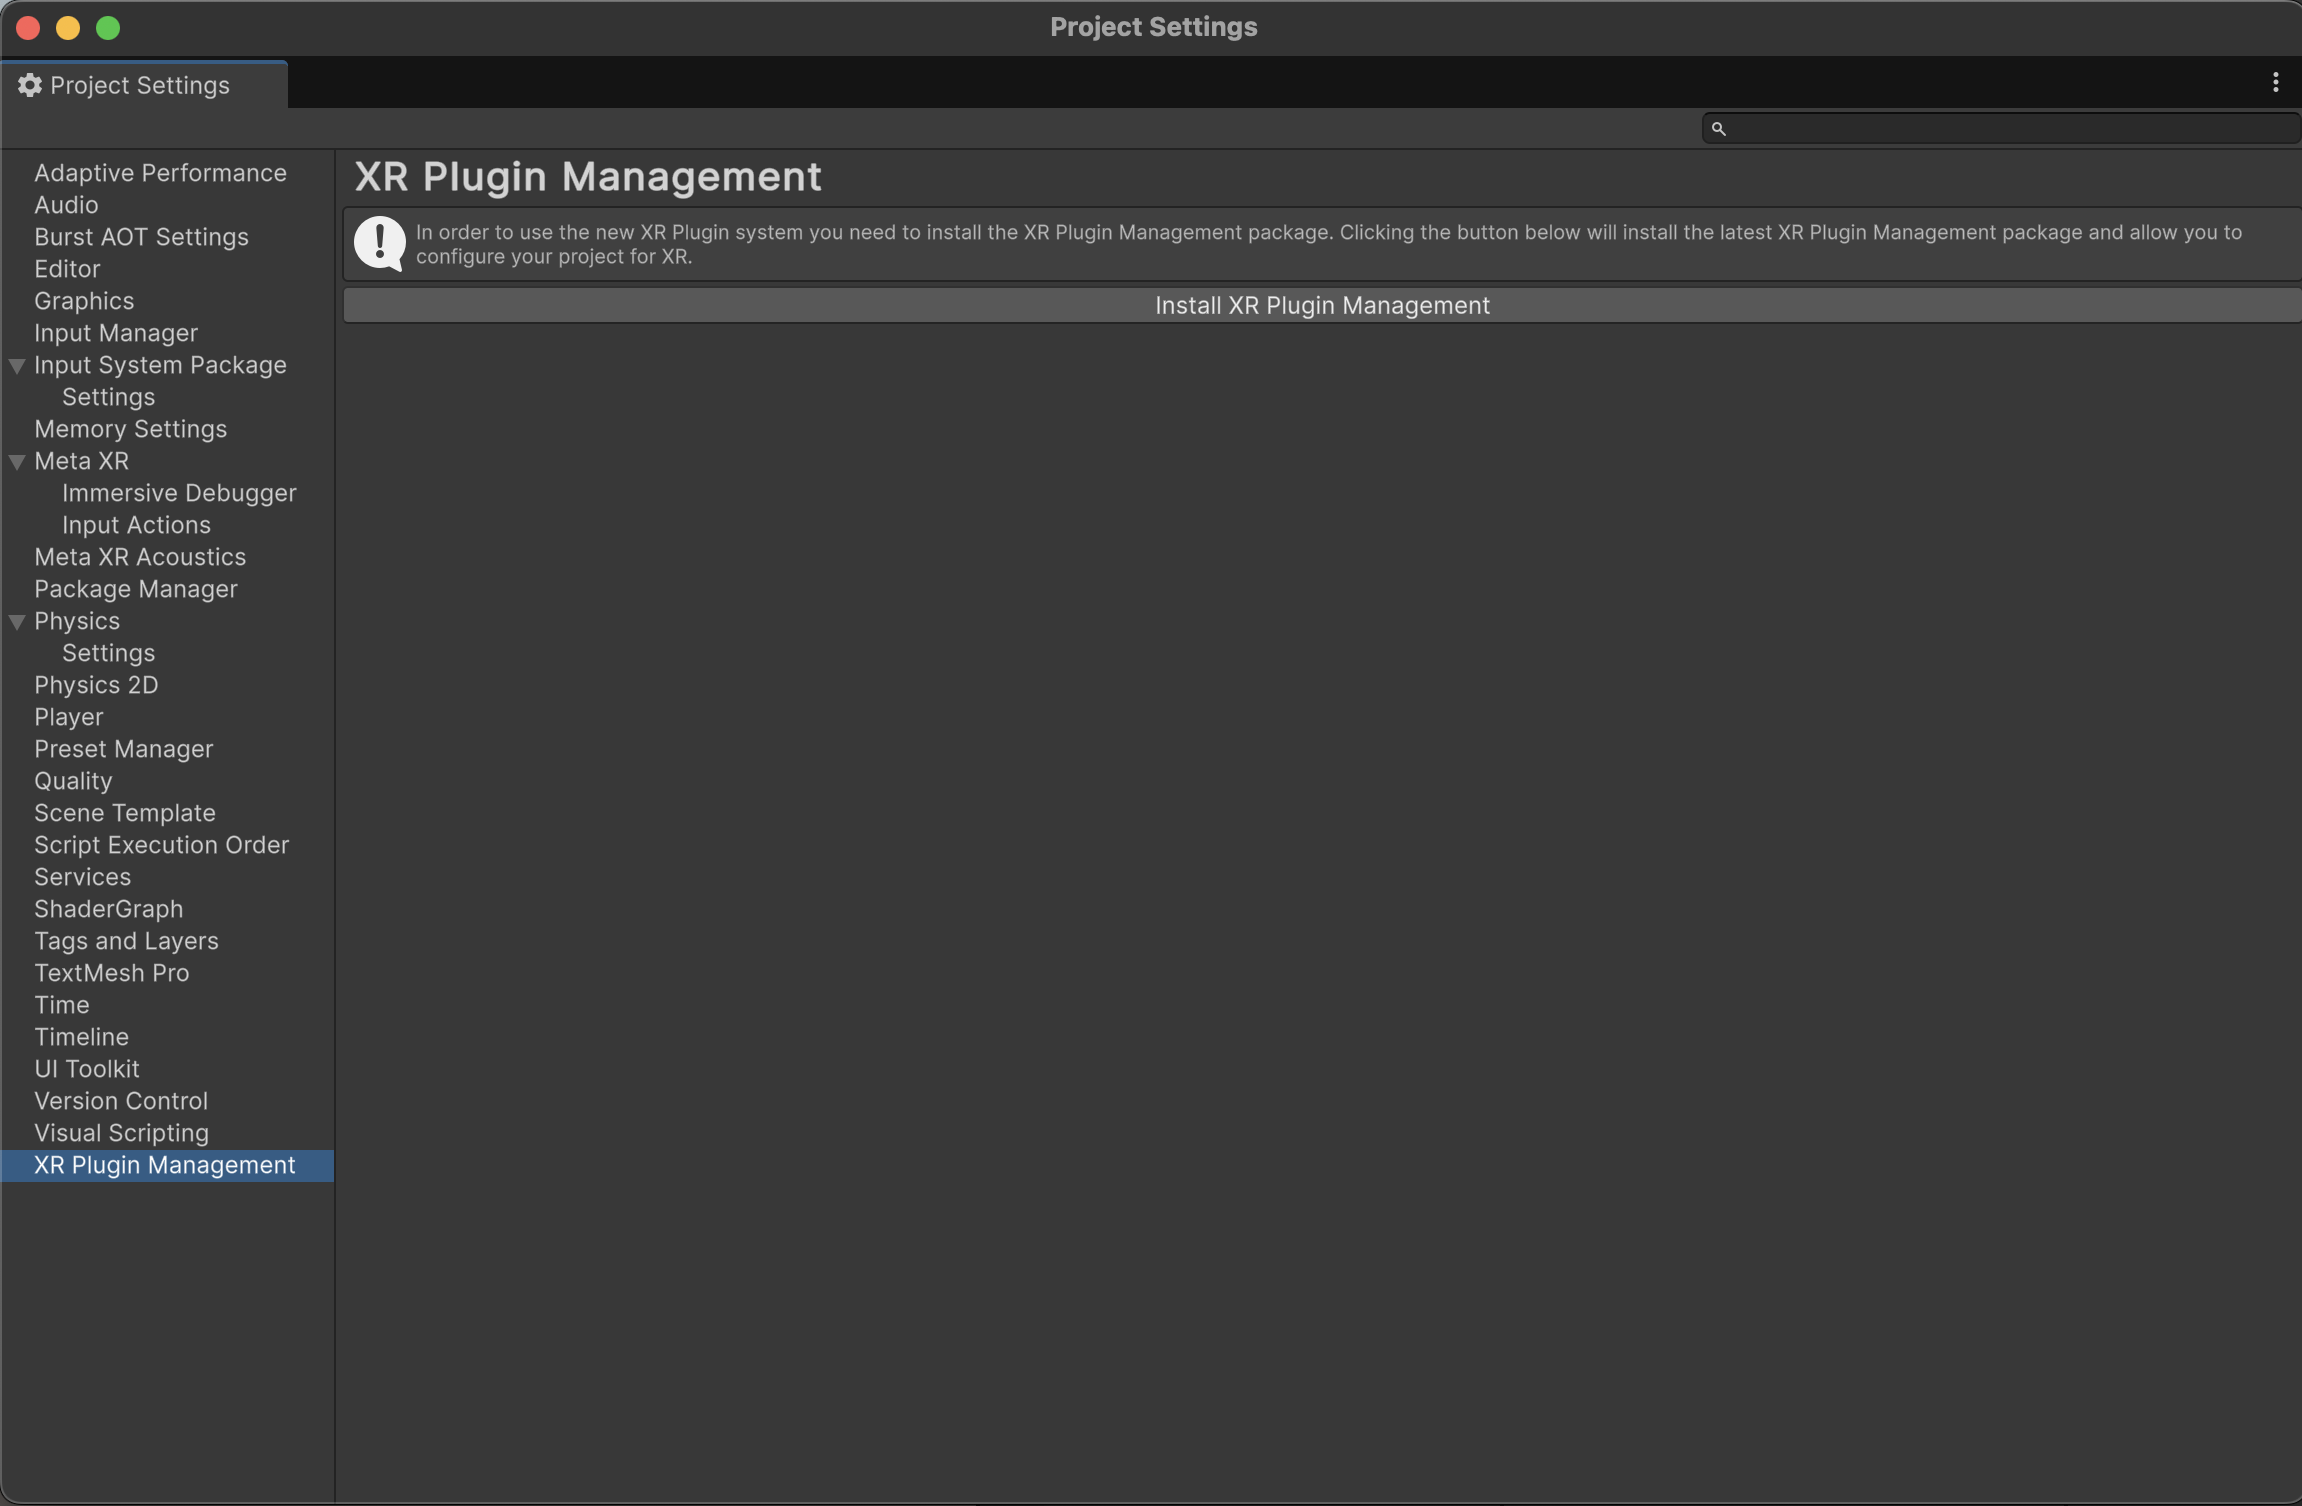 Project Settings
Project Settings
Adaptive Performance
Audio
Burst AOT Settings
Editor
Graphics
Input Manager
Input System Package
Settings
Memory Settings
Meta XR
Immersive Debugger
Input Actions
Meta XR Acoustics
Package Manager
Physics
Settings
Physics 2D
Player
Preset Manager
Quality
Scene Template
Script Execution Order
Services
ShaderGraph
Tags and Layers
TextMesh Pro
Time
Timeline
UI Toolkit
Version Control
Visual Scripting
XR Plugin Management
XR Plugin Management
In order to use the new XR Plugin system you need to install the XR Plugin Management package. Clicking the button below will install the latest XR Plugin Management package and allow you to
configure your project for XR.
Install XR Plugin Management